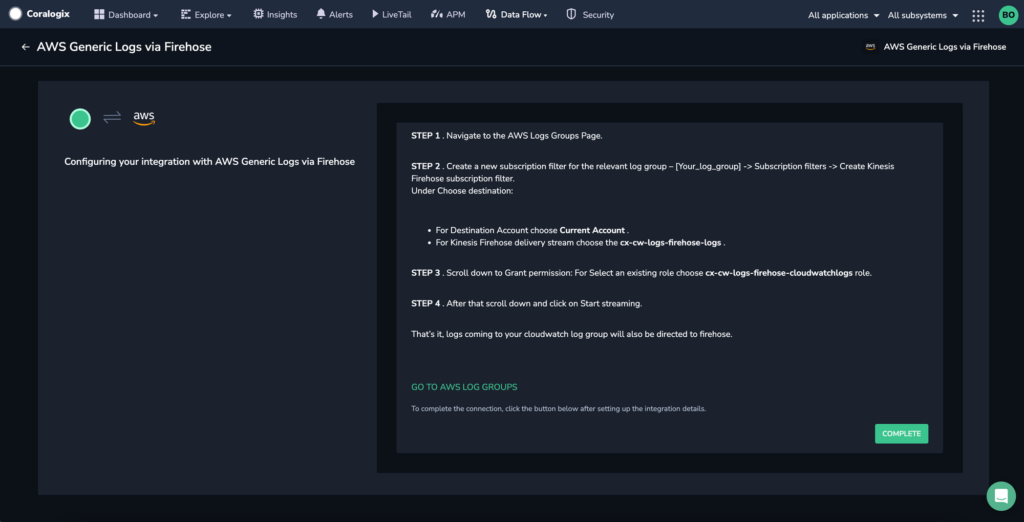 Coralogix
Dashboard
Explore
Insights
Alerts
LiveTail
APM
Data Flow
Security
All applications
All subsystems
BO
AWS Generic Logs via Firehose
aws
AWS Generic Logs via Firehose
aws
Configuring your integration with AWS Generic Logs via Firehose
STEP 1 . Navigate to the AWS Logs Groups Page.
STEP 2 . Create a new subscription filter for the relevant log group – [Your_log_group] -> Subscription filters -> Create Kinesis
Firehose subscription filter.
Under Choose destination:
• For Destination Account choose Current Account .
• For Kinesis Firehose delivery stream choose the cx-cw-logs-firehose-logs .
STEP 3 . Scroll down to Grant permission: For Select an existing role choose cx-cw-logs-firehose-cloudwatchlogs role.
STEP 4 . After that scroll down and click on Start streaming.
That's it, logs coming to your cloudwatch log group will also be directed to firehose.
GO TO AWS LOG GROUPS
To complete the connection, click the button below after setting up the integration details.
COMPLETE